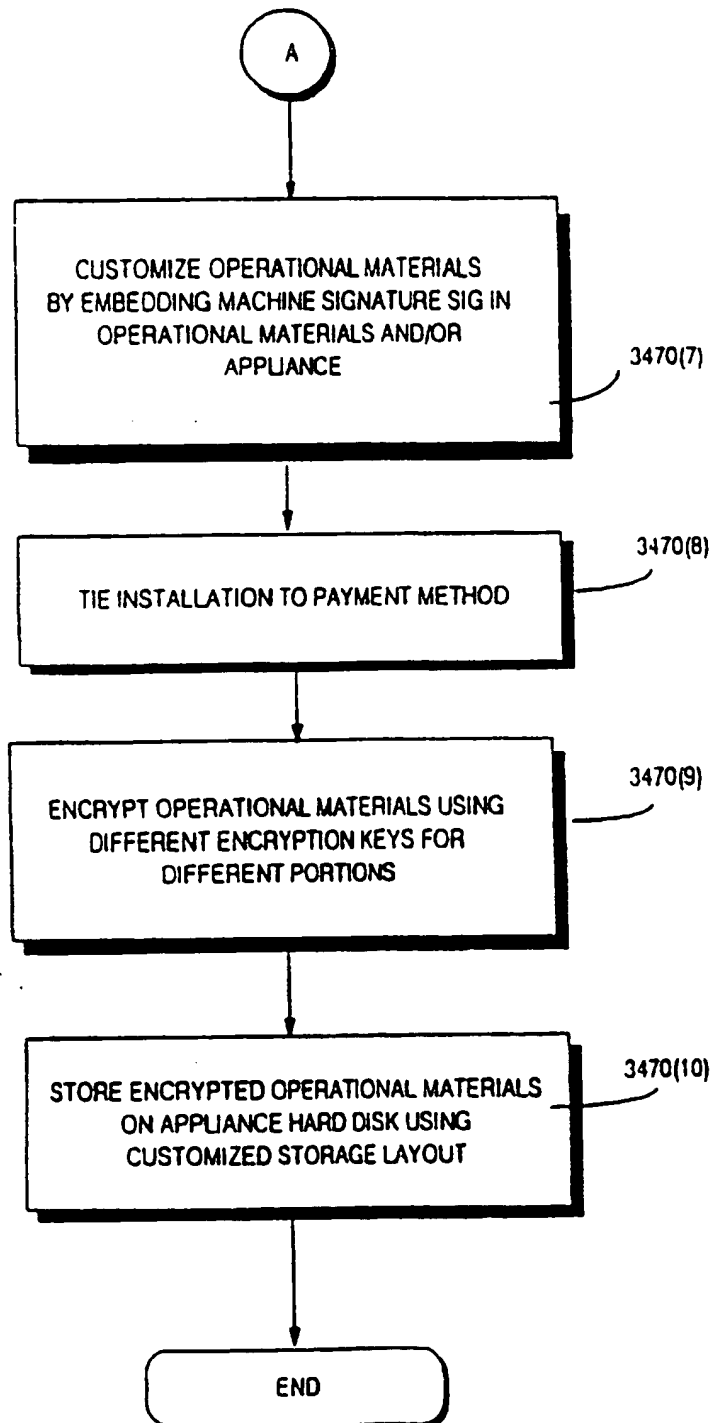 A
CUSTOMIZE OPERATIONAL MATERIALS
BY EMBEDDING MACHINE SIGNATURE SIG IN
OPERATIONAL MATERIALS AND/OR
APPLIANCE
3470(7)
3470(8)
TIE INSTALLATION TO PAYMENT METHOD
3470(9)
ENCRYPT OPERATIONAL MATERIALS USING
DIFFERENT ENCRYPTION KEYS FOR
DIFFERENT PORTIONS
3470(10)
STORE ENCRYPTED OPERATIONAL MATERIALS
ON APPLIANCE HARD DISK USING
CUSTOMIZED STORAGE LAYOUT
END